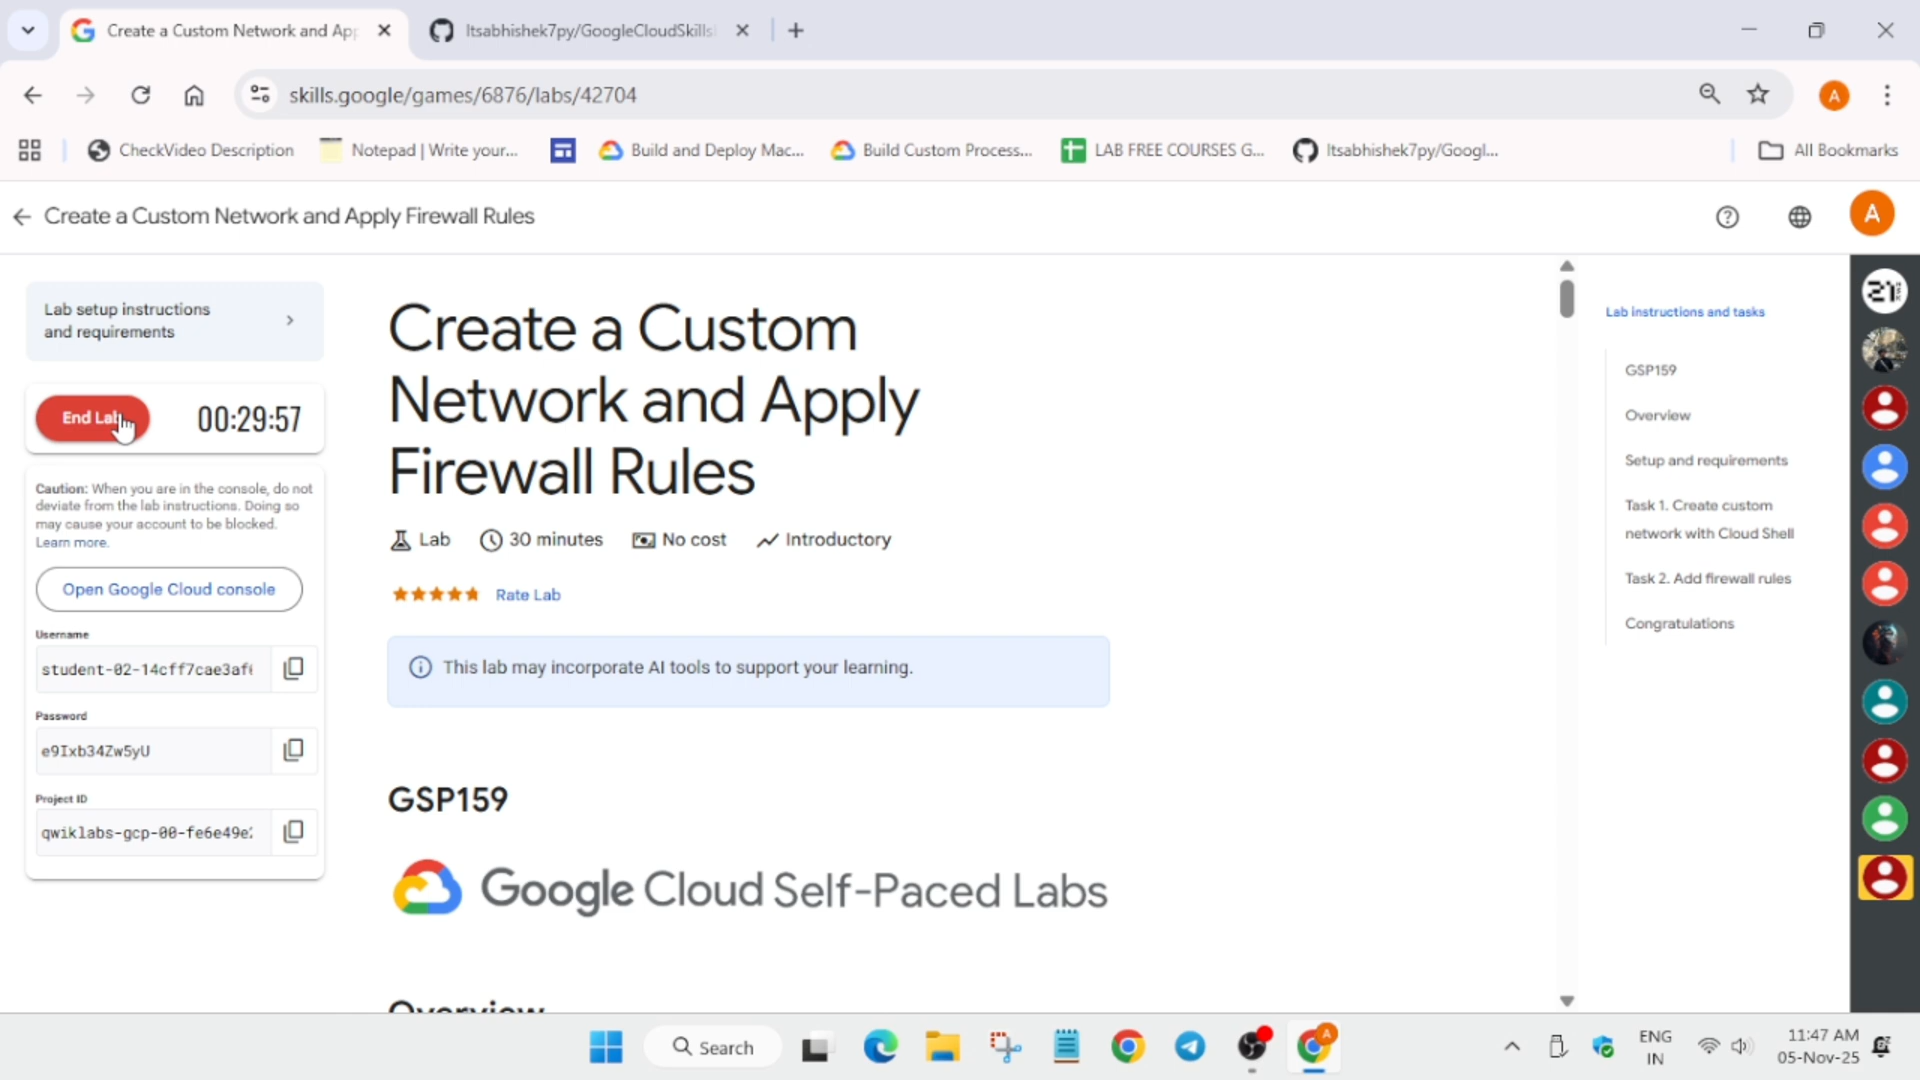 Create a Custom Network and Ap
Itsabhishek7py/GoogleCloudSkills
skills.google/games/6876/labs/42704
A
CheckVideo Description
Notepad | Write your...
Build and Deploy Mac...
Build Custom Process...
LAB FREE COURSES G...
Itsabhishek7py/Googl...
All Bookmarks
Create a Custom Network and Apply Firewall Rules
A
Lab setup instructions
and requirements
End Lab
00:29:57
Caution: When you are in the console, do not
deviate from the lab instructions. Doing so
may cause your account to be blocked.
Learn more.
Open Google Cloud console
Username
student-02-14cff7cae3af
Password
e9Ixb34Zw5yU
Project ID
qwiklabs-gcp-00-fe6e49e
Create a Custom
Network and Apply
Firewall Rules
Lab
30 minutes
No cost
Introductory
Rate Lab
This lab may incorporate AI tools to support your learning.
GSP159
Google Cloud Self-Paced Labs
Overview
Lab instructions and tasks
GSP159
Overview
Setup and requirements
Task 1. Create custom
network with Cloud Shell
Task 2. Add firewall rules
Congratulations
21
Search
A
ENG
IN
11:47 AM
05-Nov-25